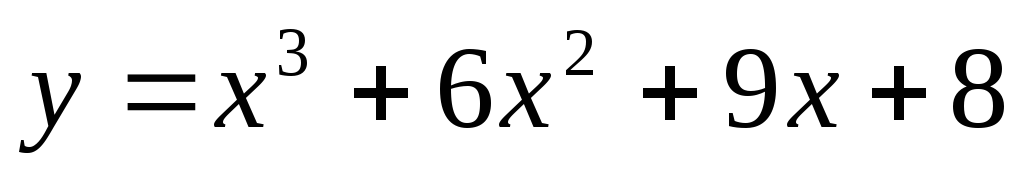 y = x³ + 6x² + 9x + 8